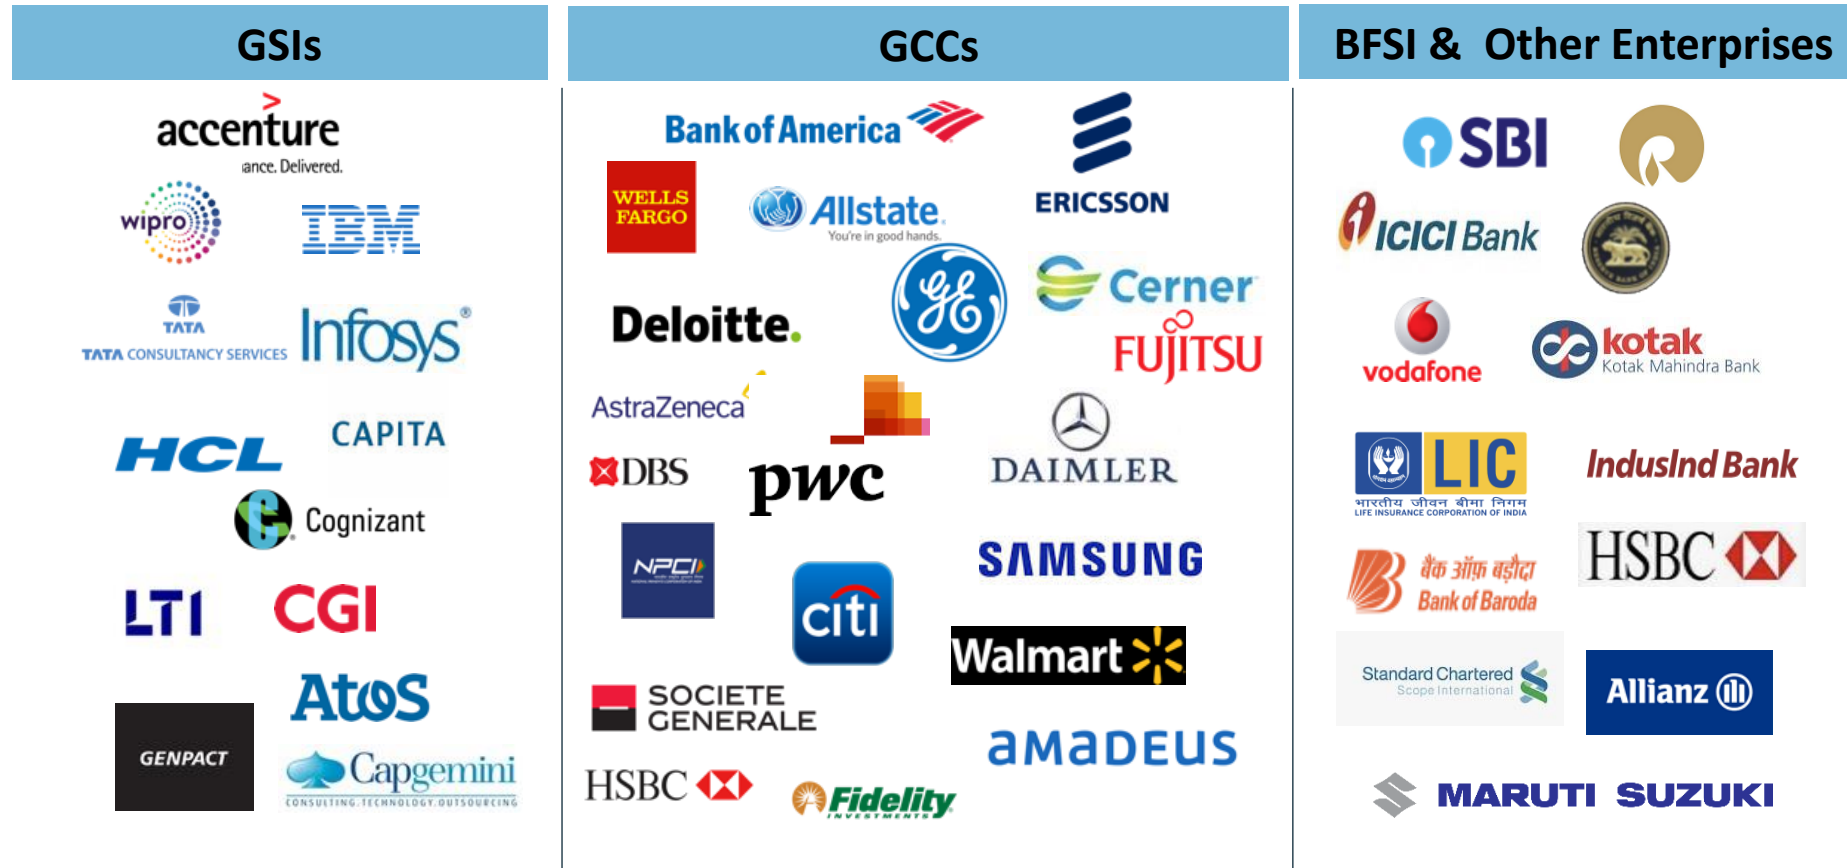 GSIs
accenture
ance. Delivered.
wipro
IBM
TATA
TATA CONSULTANCY SERVICES
Infosys®
HCL
CAPITA
Cognizant
LTI
CGI
Atos
GENPACT
Capgemini
CONSULTING.TECHNOLOGY.OUTSOURCING
GCCs
Bank of America
ERICSSON
WELLS
FARGO
Allstate
You're in good hands.
GE
Cerner
Deloitte.
FUJITSU
AstraZeneca
DBS
pwc
DAIMLER
NPCI
SAMSUNG
citi
Walmart
SOCIETE
GENERALE
aMaDEUS
HSBC
Fidelity
INVESTMENTS
BFSI & Other Enterprises
SBI
ICICI Bank
vodafone
kotak
Kotak Mahindra Bank
LIC
भारतीय जीवन बीमा निगम
LIFE INSURANCE CORPORATION OF INDIA
IndusInd Bank
बैंक ऑफ़ बड़ौदा
Bank of Baroda
HSBC
Standard Chartered
Scope International
Allianz
MARUTI SUZUKI